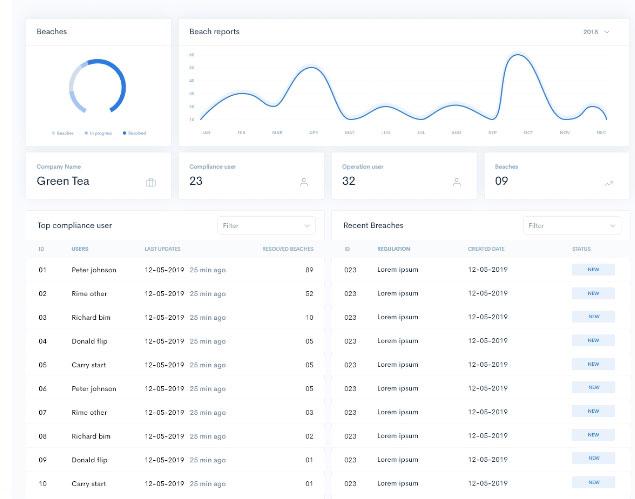 Beaches
Beaches
In progress
Resolved
Beach reports
2018
60
50
40
30
20
10
JAN
FEB
MAR
APR
MAY
JUN
JUL
AUG
SEP
OCT
NOV
DEC
Company Name
Green Tea
Compliance user
23
Operation user
32
Beaches
09
Top compliance user
Filter
ID USERS LAST UPDATES RESOLVED BEACHES
01 Peter johnson 12-05-2019 25 min ago 89
02 Rime other 12-05-2019 25 min ago 52
03 Richard bim 12-05-2019 25 min ago 10
04 Donald flip 12-05-2019 25 min ago 05
05 Carry start 12-05-2019 25 min ago 05
06 Peter johnson 12-05-2019 25 min ago 05
07 Rime other 12-05-2019 25 min ago 03
08 Richard bim 12-05-2019 25 min ago 02
09 Donald flip 12-05-2019 25 min ago 01
10 Carry start 12-05-2019 25 min ago 01
Recent Breaches
Filter
ID REGULATION CREATED DATE STATUS
023 Lorem ipsum 12-05-2019 NEW
023 Lorem ipsum 12-05-2019 NEW
023 Lorem ipsum 12-05-2019 NEW
023 Lorem ipsum 12-05-2019 NEW
023 Lorem ipsum 12-05-2019 NEW
023 Lorem ipsum 12-05-2019 NEW
023 Lorem ipsum 12-05-2019 NEW
023 Lorem ipsum 12-05-2019 NEW
023 Lorem ipsum 12-05-2019 NEW
023 Lorem ipsum 12-05-2019 NEW